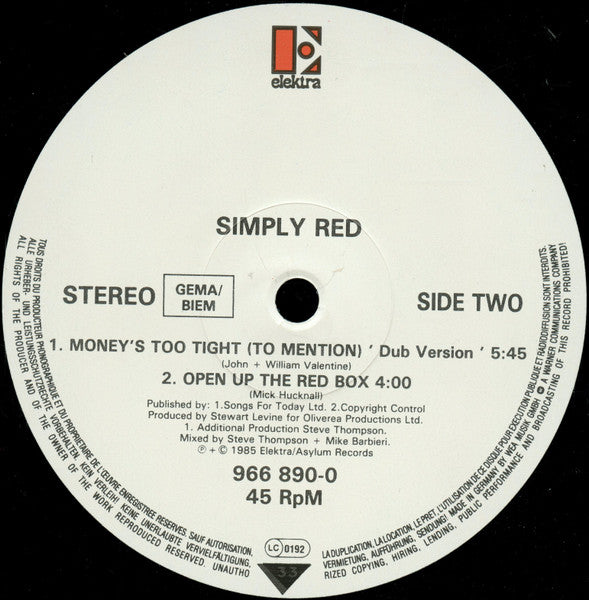 elektra
SIMPLY RED
STEREO
GEMA/
BIEM
SIDE TWO
1. MONEY'S TOO TIGHT (TO MENTION) ' Dub Version ' 5:45
(John + William Valentine)
2. OPEN UP THE RED BOX 4:00
(Mick Hucknall)
Published by: 1.Songs For Today Ltd. 2.Copyright Control
Produced by Stewart Levine for Oliverea Productions Ltd.
1. Additional Production Steve Thompson.
Mixed by Steve Thompson + Mike Barbieri.
℗ + © 1985 Elektra/Asylum Records
966 890-0
45 RpM
LC 0192
33
TOUS DROITS DU PRODUCTEUR PHONOGRAPHIQUE ET DU PROPRIETAIRE DE L'ŒUVRE ENREGISTREE RESERVES. SAUF AUTORISATION,
LA DUPLICATION, LA LOCATION, LE PRET, L'UTILISATION DE CE DISQUE POUR EXECUTION PUBLIQUE ET RADIODIFFUSION SONT INTERDITS.
ALLE URHEBER- UND LEISTUNGSSCHUTZRECHTE VORBEHALTEN. KEIN VERLEIH! KEINE UNERLAUBTE VERVIELFÄLTIGUNG,
VERMIETUNG, AUFFÜHRUNG, SENDUNG! MADE IN GERMANY BY WEA MUSIK GMBH. A WARNER COMMUNICATIONS COMPANY
ALL RIGHTS OF THE PRODUCER AND OF THE OWNER OF THE WORK REPRODUCED RESERVED. UNAUTHO
RIZED COPYING, HIRING, LENDING, PUBLIC PERFORMANCE AND BROADCASTING OF THIS RECORD PROHIBITED!